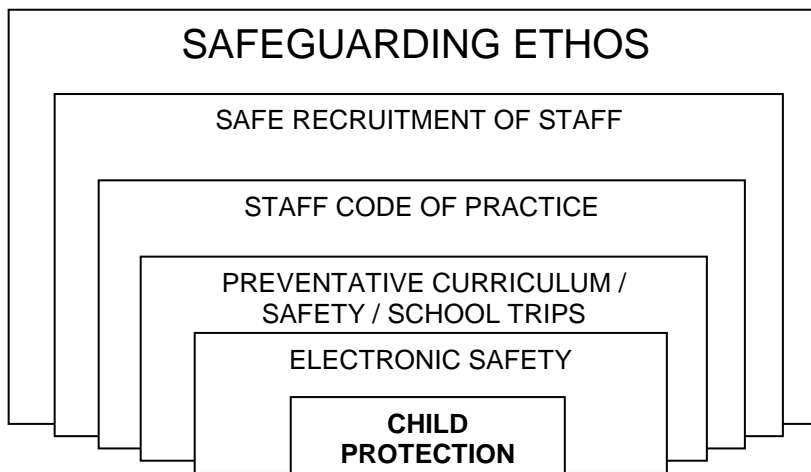 SAFEGUARDING ETHOS
SAFE RECRUITMENT OF STAFF
STAFF CODE OF PRACTICE
PREVENTATIVE CURRICULUM /
SAFETY / SCHOOL TRIPS
ELECTRONIC SAFETY
CHILD
PROTECTION